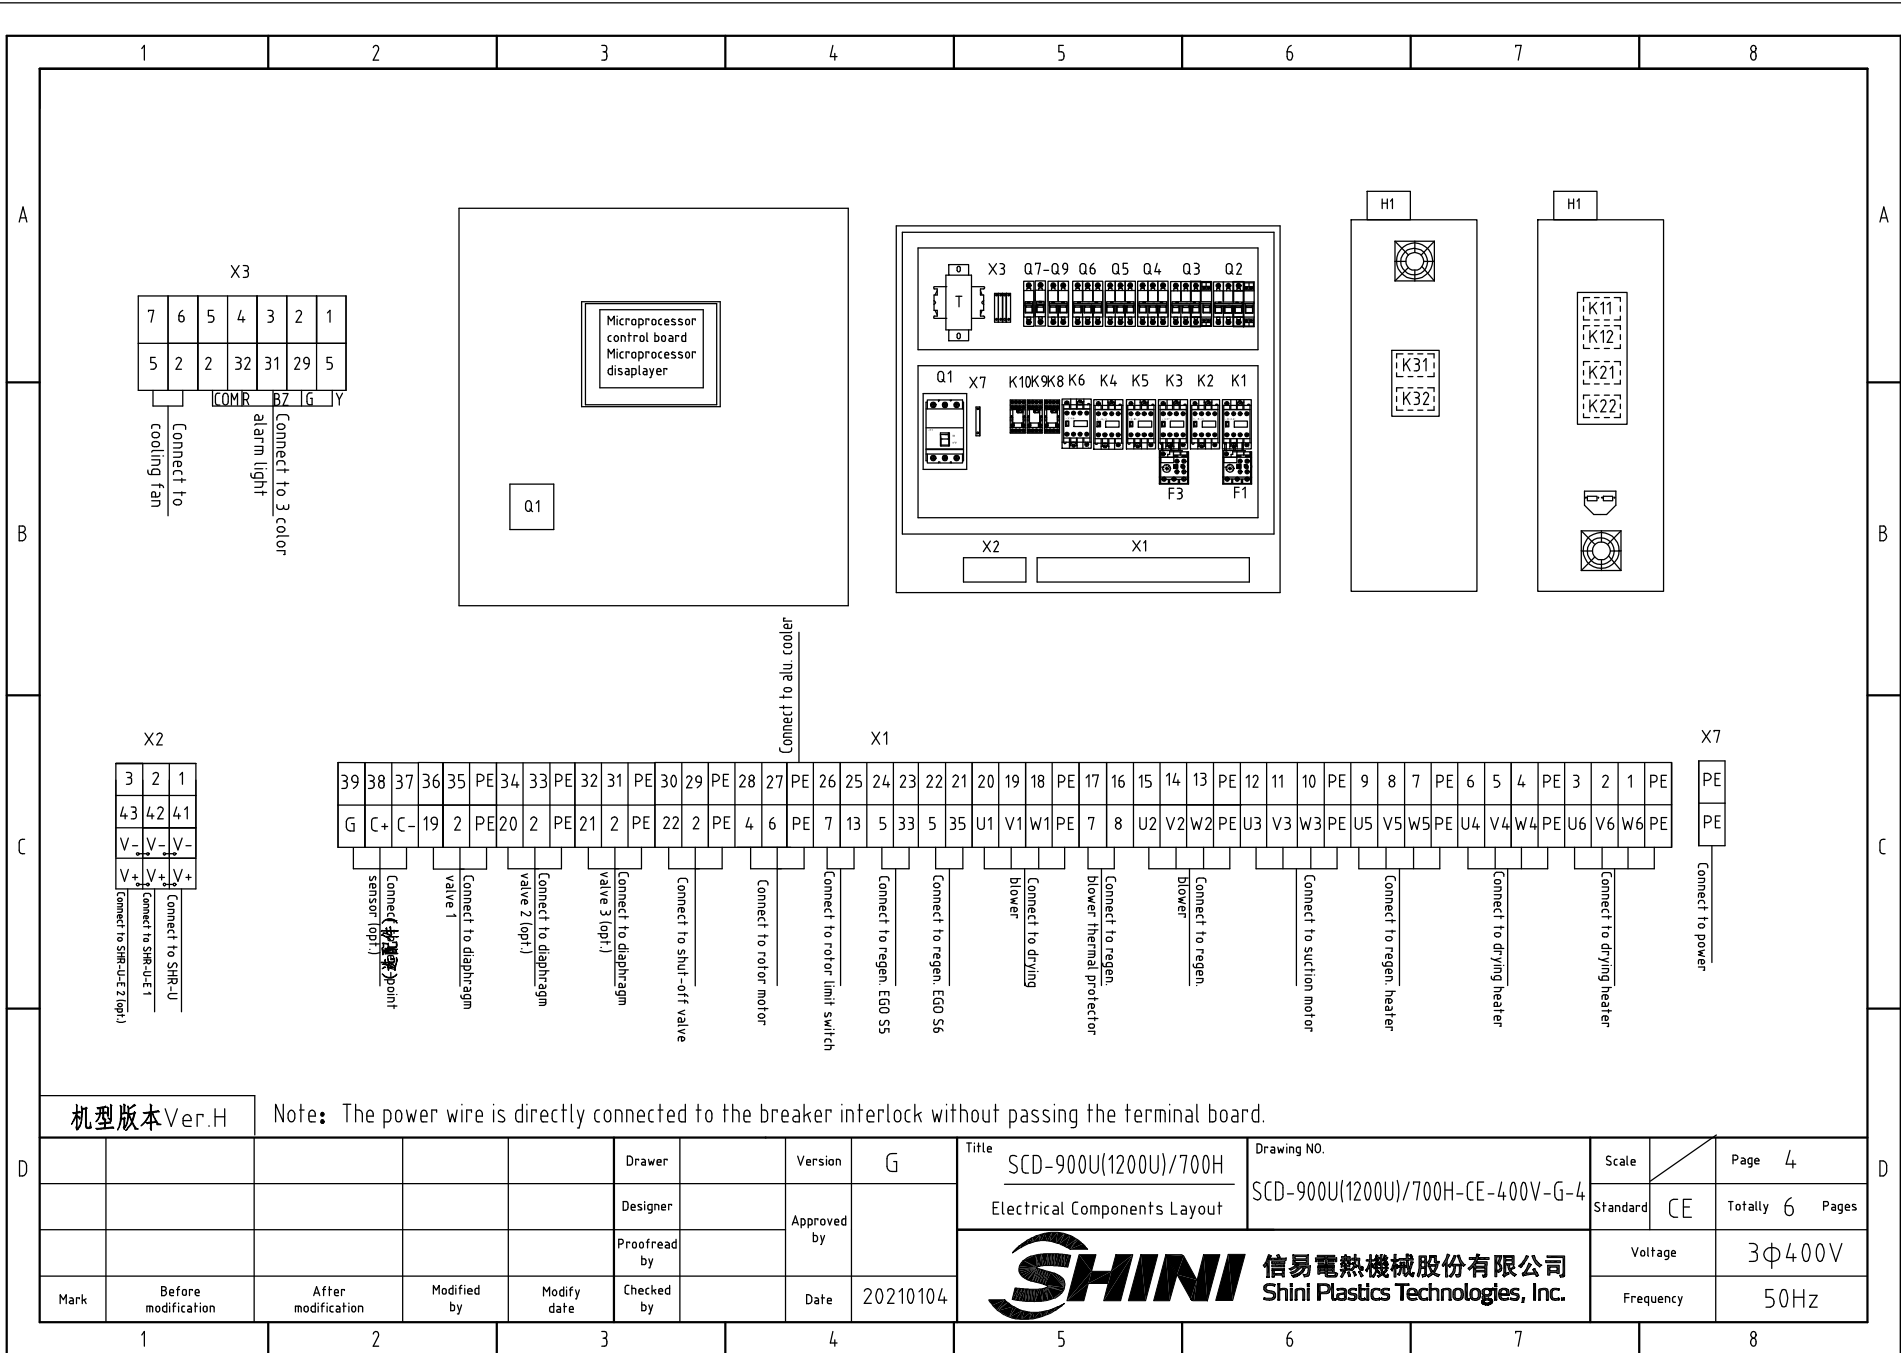 1 2 3 4 5 6 7 8
A
A
H1
H1
X3
X3 Q7-Q9 Q6 Q5 Q4 Q3 Q2
T
7 6 5 4 3 2 1
5 2 2 32 31 29 5
COM R BZ G Y
Connect to
cooling fan
Connect to 3 color
alarm light
Microprocessor
control board
Microprocessor
disaplayer
Q1
Q1 X7 K10 K9 K8 K6 K4 K5 K3 K2 K1
F3 F1
X2 X1
K31
K32
K11
K12
K21
K22
B
B
Connect to alu. cooler
X2
X1
X7
3 2 1
43 42 41
V- V- V-
V+ V+ V+
Connect to SHR-U-E 2 (opt.)
Connect to SHR-U-E 1
Connect to SHR-U
39 38 37 36 35 PE 34 33 PE 32 31 PE 30 29 PE 28 27 PE 26 25 24 23 22 21 20 19 18 PE 17 16 15 14 13 PE 12 11 10 PE 9 8 7 PE 6 5 4 PE 3 2 1 PE
G C+ C- 19 2 PE 20 2 PE 21 2 PE 22 2 PE 4 6 PE 7 13 5 33 5 35 U1 V1 W1 PE 7 8 U2 V2 W2 PE U3 V3 W3 PE U5 V5 W5 PE U4 V4 W4 PE U6 V6 W6 PE
PE
PE
C
C
sensor (opt.)
Connect to diaphragm
valve 1
Connect to diaphragm
valve 2 (opt.)
Connect to diaphragm
valve 3 (opt.)
Connect to shut-off valve
Connect to rotor motor
Connect to rotor limit switch
Connect to regen. EGO S5
Connect to regen. EGO S6
Connect to drying
blower
Connect to regen.
blower thermal protector
Connect to regen.
blower
Connect to suction motor
Connect to regen. heater
Connect to drying heater
Connect to drying heater
Connect to power
机型版本Ver.H
Note: The power wire is directly connected to the breaker interlock without passing the terminal board.
D
D
Drawer
Designer
Proofread
by
Checked
by
Version G
Approved
by
Date 20210104
Mark
Before
modification
After
modification
Modified
by
Modify
date
Title
SCD-900U(1200U)/700H
Electrical Components Layout
Drawing NO.
SCD-900U(1200U)/700H-CE-400V-G-4
Scale
Page 4
Standard CE
Totally 6 Pages
Voltage 3Φ400V
Frequency 50Hz
SHINI
信易電熱機械股份有限公司
Shini Plastics Technologies, Inc.
1 2 3 4 5 6 7 8